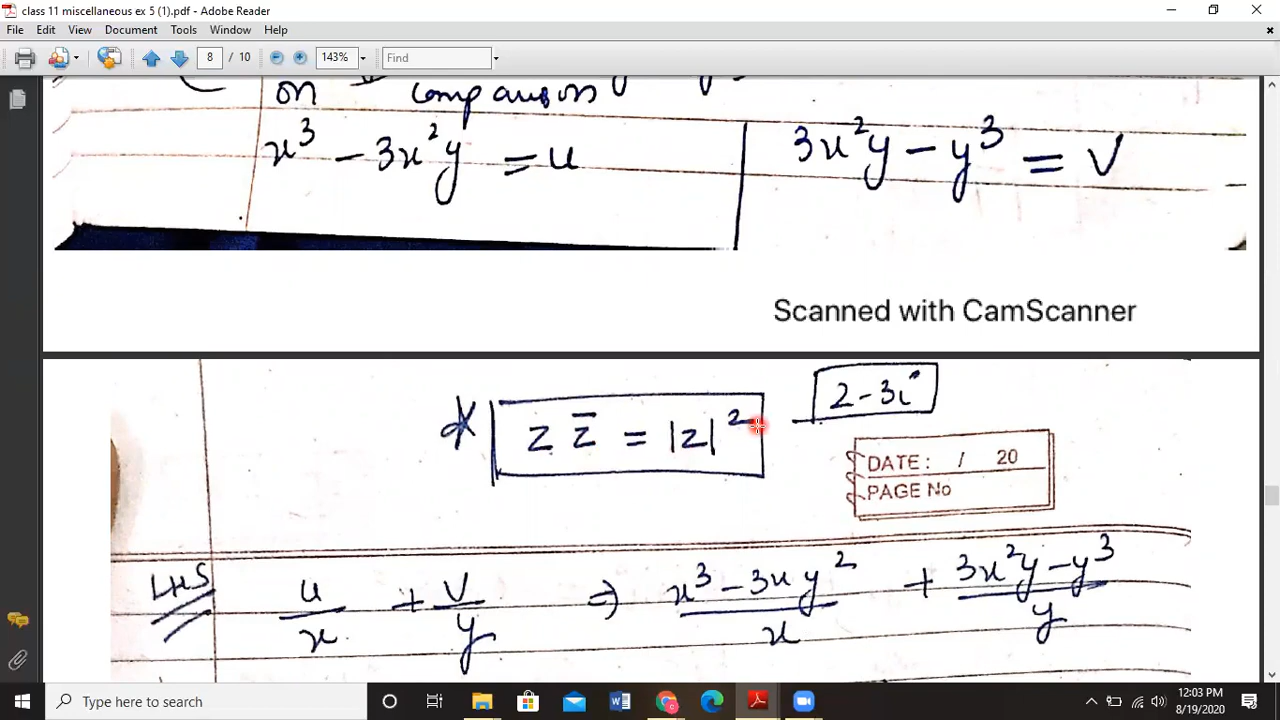 class 11 miscellaneous ex 5 (1).pdf - Adobe Reader
File Edit View Document Tools Window Help
8 / 10 143% Find
on comparison
x³ - 3x²y = u
3x²y - y³ = v
Scanned with CamScanner
* z z̄ = |z|²
2 - 3i
DATE: / 20
PAGE No
LHS u/x + v/y ⇒ x³ - 3xy²/x + 3x²y - y³/y
Type here to search
12:03 PM
8/19/2020